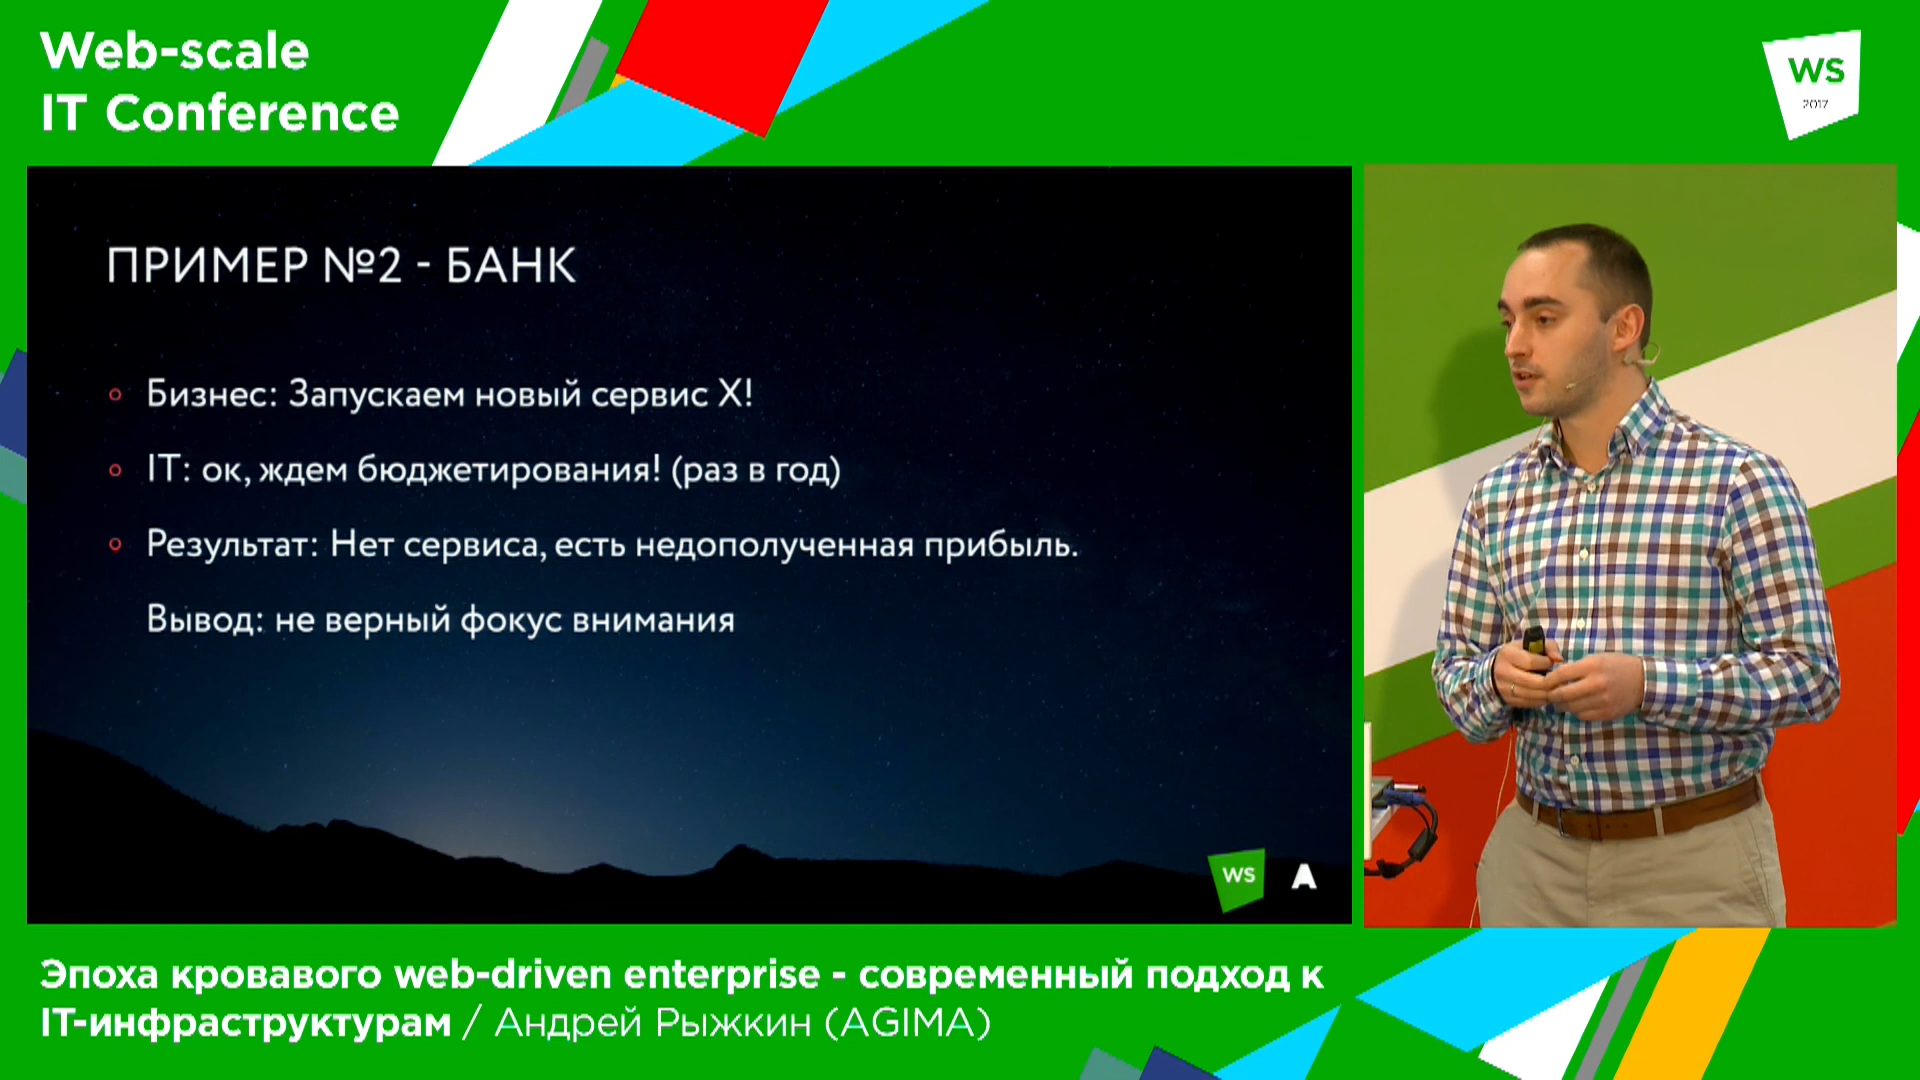 Web-scale
IT Conference
WS
2017
ПРИМЕР №2 - БАНК
Бизнес: Запускаем новый сервис X!
IT: ок, ждем бюджетирования! (раз в год)
Результат: Нет сервиса, есть недополученная прибыль.
Вывод: не верный фокус внимания
WS A
Эпоха кровавого web-driven enterprise - современный подход к
IT-инфраструктурам / Андрей Рыжкин (AGIMA)